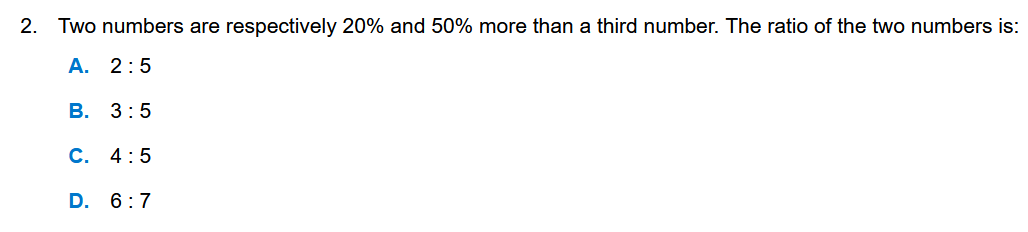 2. Two numbers are respectively 20% and 50% more than a third number. The ratio of the two numbers is:
A. 2 : 5
B. 3 : 5
C. 4 : 5
D. 6 : 7